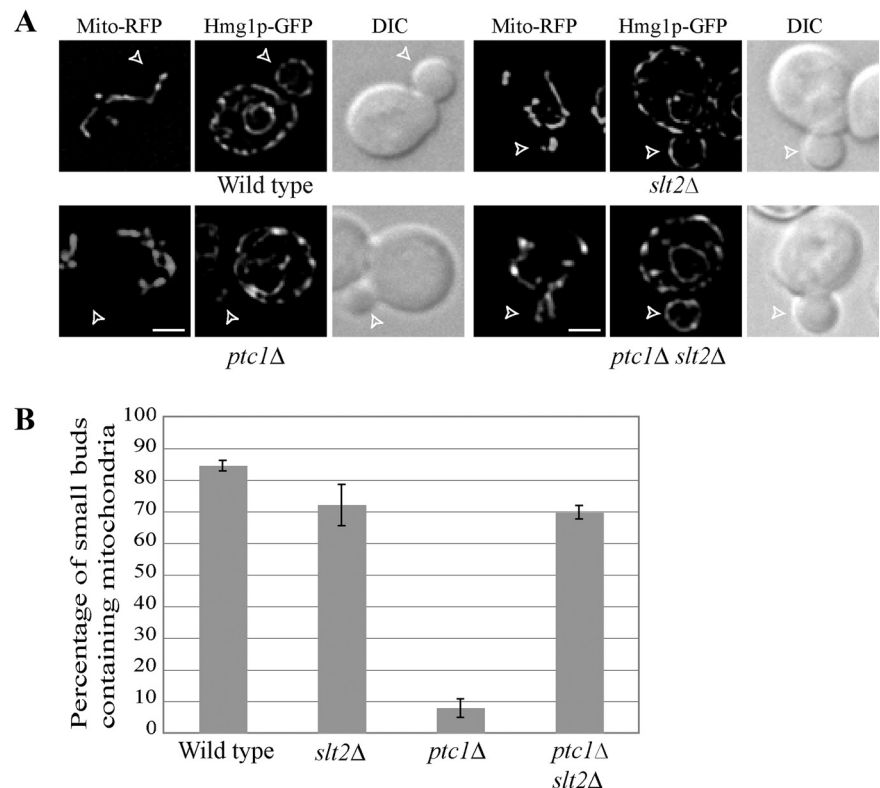 A
Mito-RFP Hmg1p-GFP DIC Mito-RFP Hmg1p-GFP DIC
Wild type slt2Δ
ptc1Δ ptc1Δ slt2Δ
B
Percentage of small buds
containing mitochondria
100
90
80
70
60
50
40
30
20
10
0
Wild type slt2Δ ptc1Δ ptc1Δ
slt2Δ